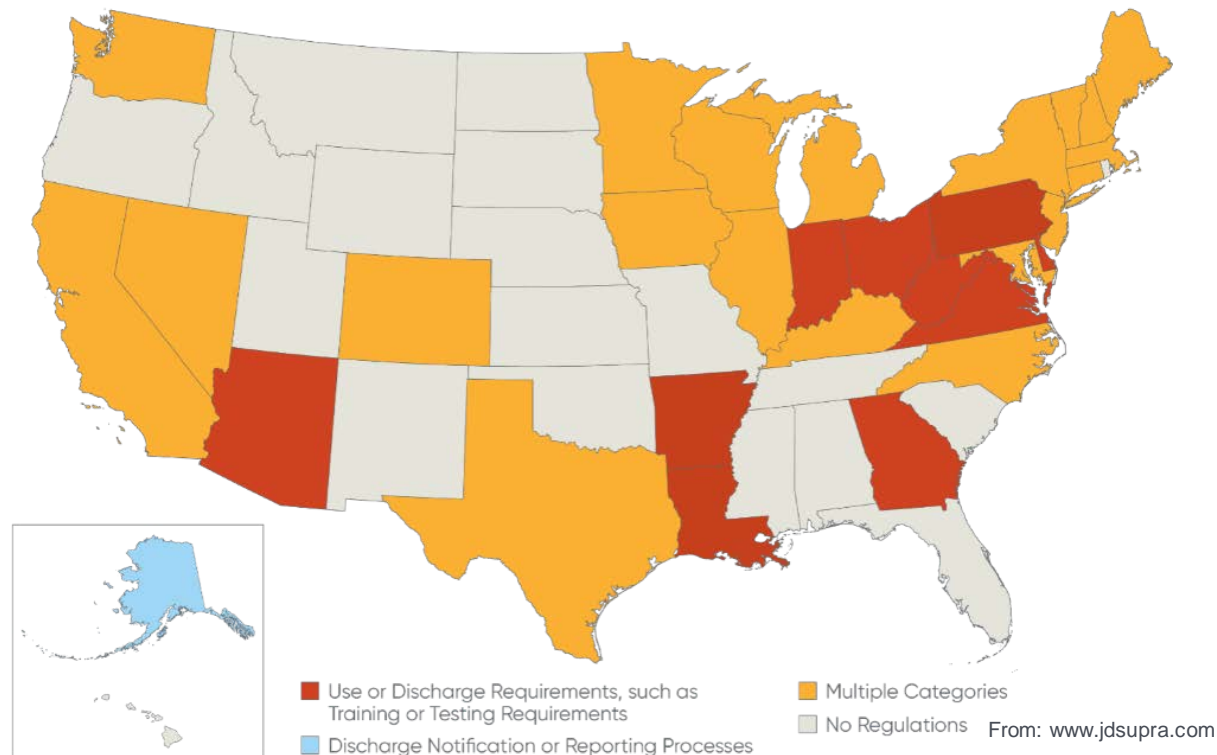 Use or Discharge Requirements, such as
Training or Testing Requirements
Discharge Notification or Reporting Processes
Multiple Categories
No Regulations
From: www.jdsupra.com